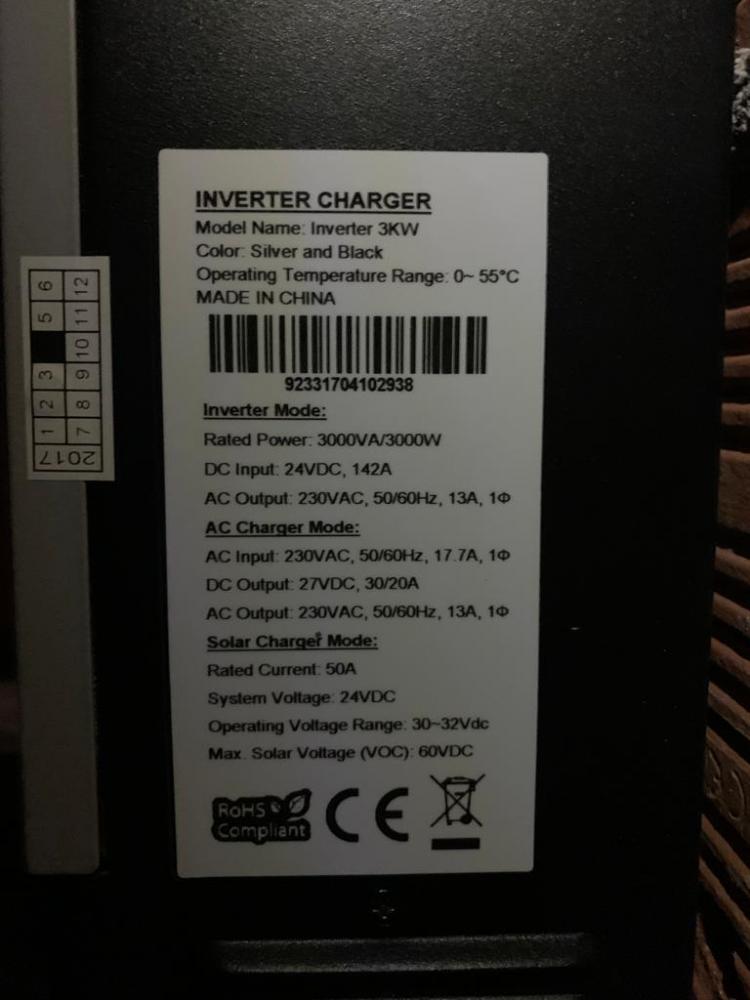 INVERTER CHARGER
Model Name: Inverter 3KW
Color: Silver and Black
Operating Temperature Range: 0~ 55°C
MADE IN CHINA
92331704102938
Inverter Mode:
Rated Power: 3000VA/3000W
DC Input: 24VDC, 142A
AC Output: 230VAC, 50/60Hz, 13A, 1Φ
AC Charger Mode:
AC Input: 230VAC, 50/60Hz, 17.7A, 1Φ
DC Output: 27VDC, 30/20A
AC Output: 230VAC, 50/60Hz, 13A, 1Φ
Solar Charger Mode:
Rated Current: 50A
System Voltage: 24VDC
Operating Voltage Range: 30~32Vdc
Max. Solar Voltage (VOC): 60VDC
RoHS
Compliant
CE
2017
1 2 3 5 6
7 8 9 10 11 12